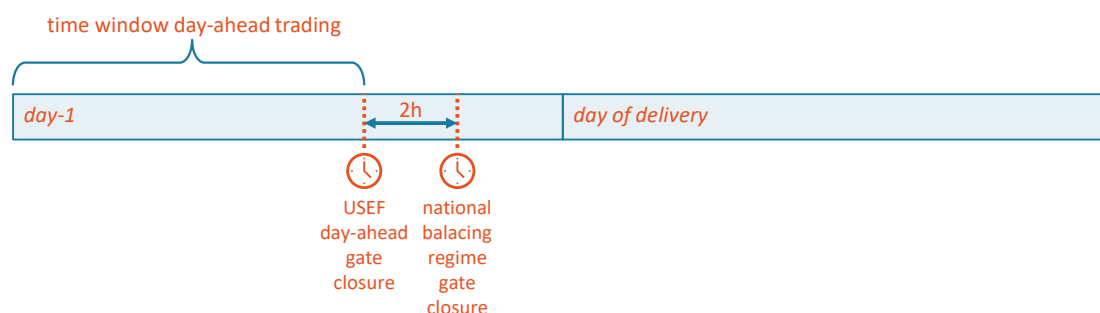 time window day-ahead trading
day-1
2h
day of delivery
USEF
day-ahead
gate
closure
national
balacing
regime
gate
closure